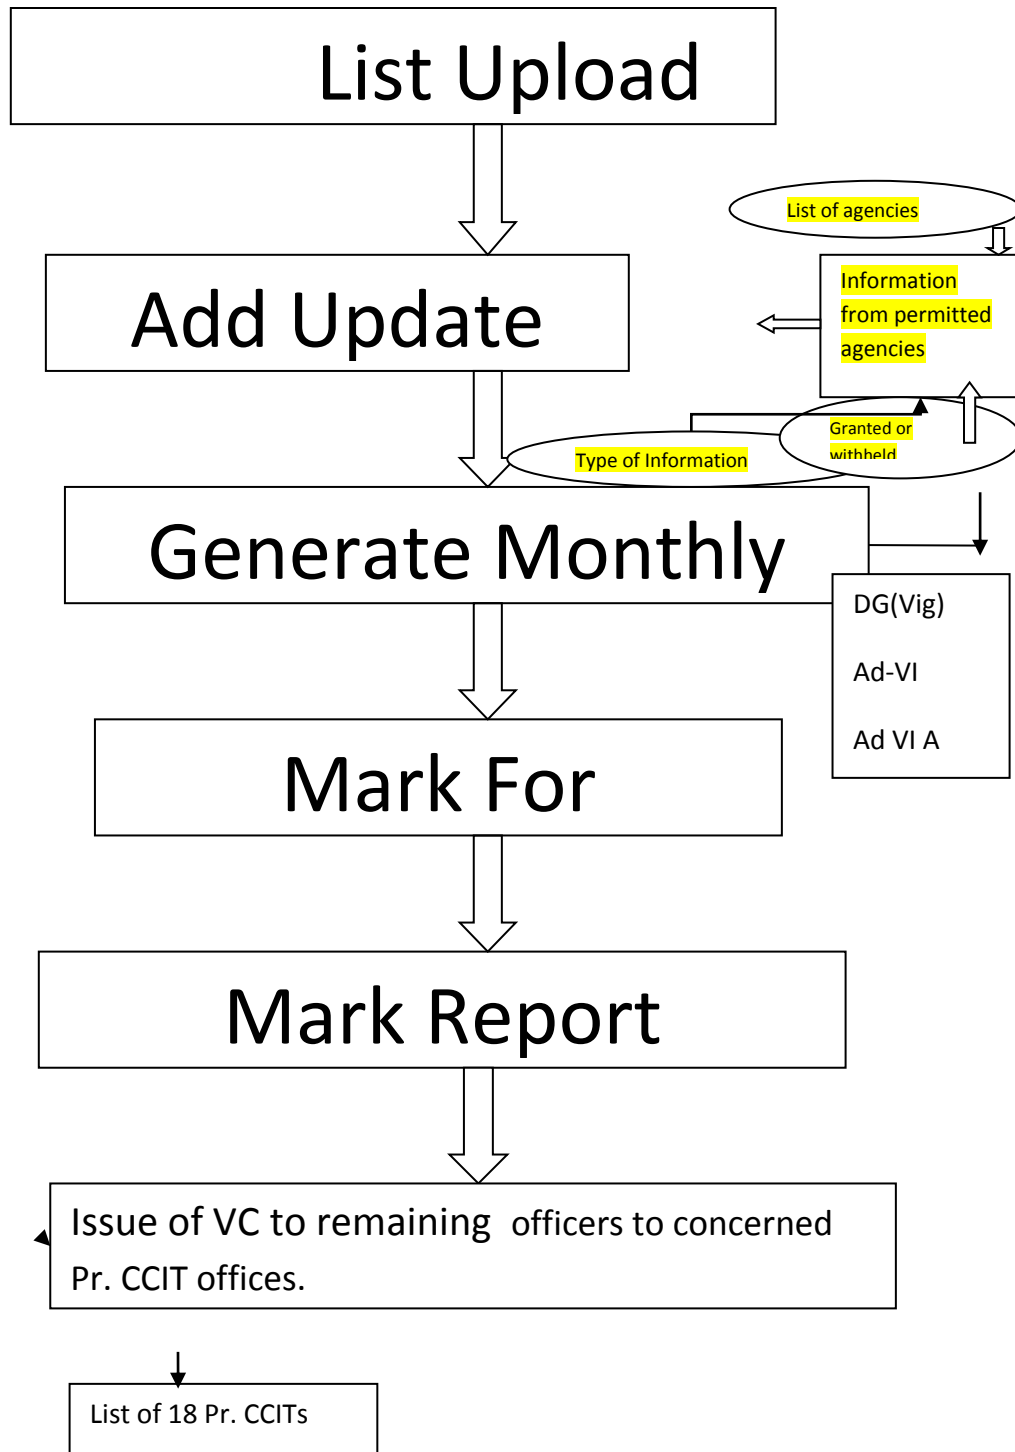 List Upload
List of agencies
Add Update
Information
from permitted
agencies
Granted or
withheld
Type of Information
Generate Monthly
DG(Vig)
Ad-VI
Ad VI A
Mark For
Mark Report
Issue of VC to remaining officers to concerned
Pr. CCIT offices.
List of 18 Pr. CCITs